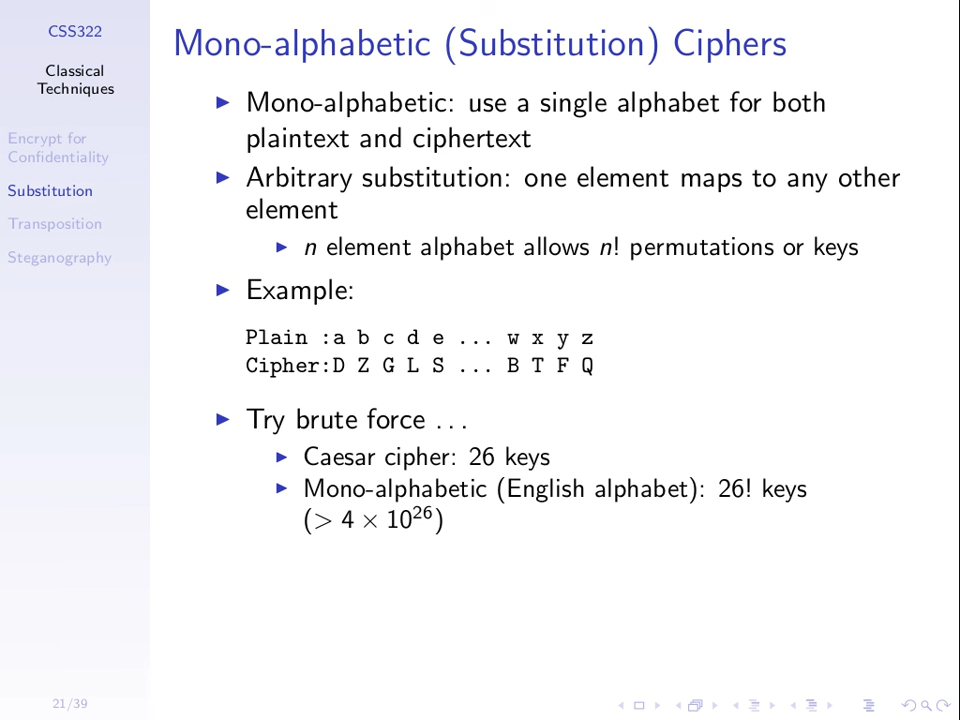 CSS322
Classical
Techniques
Encrypt for
Confidentiality
Substitution
Transposition
Steganography
21/39
Mono-alphabetic (Substitution) Ciphers
Mono-alphabetic: use a single alphabet for both
plaintext and ciphertext
Arbitrary substitution: one element maps to any other
element
n element alphabet allows n! permutations or keys
Example:
Plain :a b c d e ... w x y z
Cipher:D Z G L S ... B T F Q
Try brute force ...
Caesar cipher: 26 keys
Mono-alphabetic (English alphabet): 26! keys
(> 4 × 10²⁶)